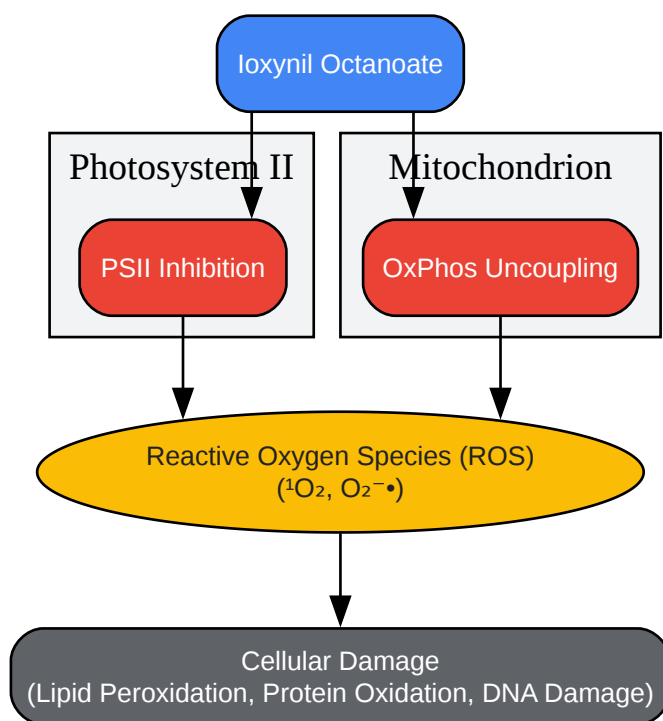 Ioxynil Octanoate
Photosystem II
Mitochondrion
PSII Inhibition
OxPhos Uncoupling
Reactive Oxygen Species (ROS)
(¹O₂, O₂⁻•)
Cellular Damage
(Lipid Peroxidation, Protein Oxidation, DNA Damage)